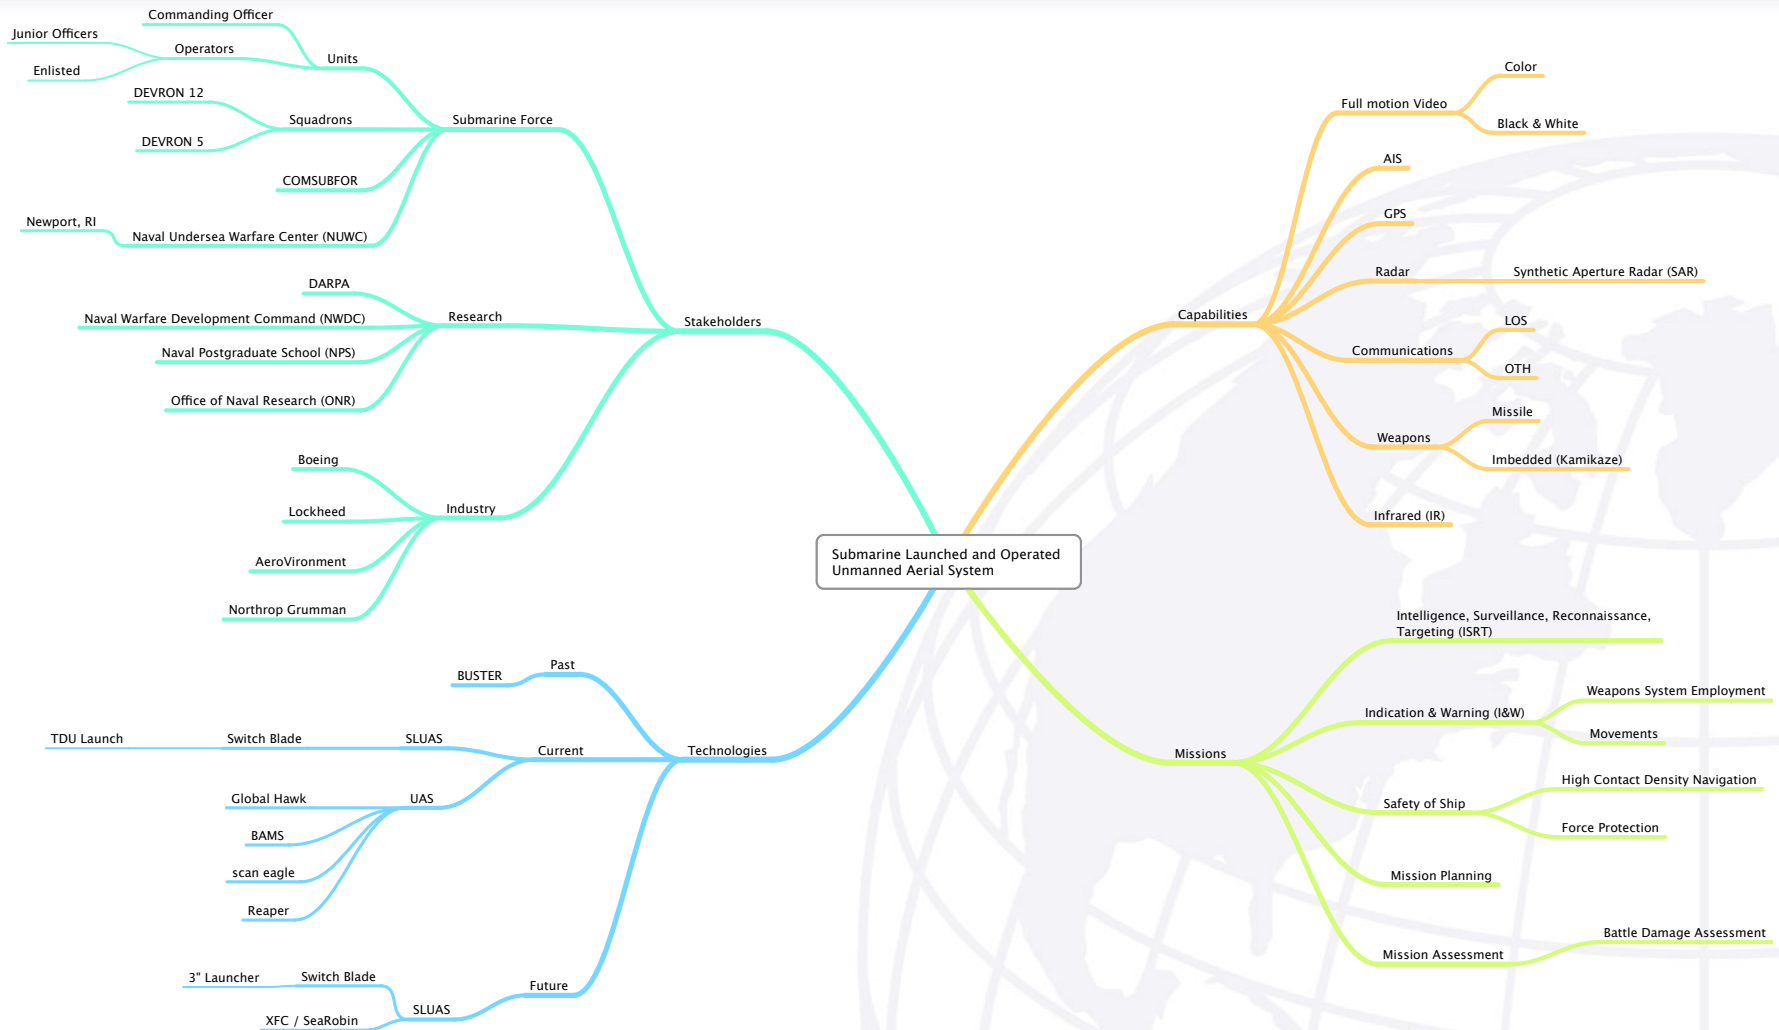 Submarine Launched and Operated
Unmanned Aerial System
Stakeholders
Submarine Force
Units
Commanding Officer
Operators
Junior Officers
Enlisted
Squadrons
DEVRON 12
DEVRON 5
COMSUBFOR
Naval Undersea Warfare Center (NUWC)
Newport, RI
Research
DARPA
Naval Warfare Development Command (NWDC)
Naval Postgraduate School (NPS)
Office of Naval Research (ONR)
Industry
Boeing
Lockheed
AeroVironment
Northrop Grumman
Technologies
Past
BUSTER
Current
SLUAS
Switch Blade
TDU Launch
UAS
Global Hawk
BAMS
scan eagle
Reaper
Future
SLUAS
Switch Blade
3" Launcher
XFC / SeaRobin
Capabilities
Full motion Video
Color
Black & White
AIS
GPS
Radar
Synthetic Aperture Radar (SAR)
Communications
LOS
OTH
Weapons
Missile
Imbedded (Kamikaze)
Infrared (IR)
Missions
Intelligence, Surveillance, Reconnaissance,
Targeting (ISRT)
Indication & Warning (I&W)
Weapons System Employment
Movements
Safety of Ship
High Contact Density Navigation
Force Protection
Mission Planning
Mission Assessment
Battle Damage Assessment